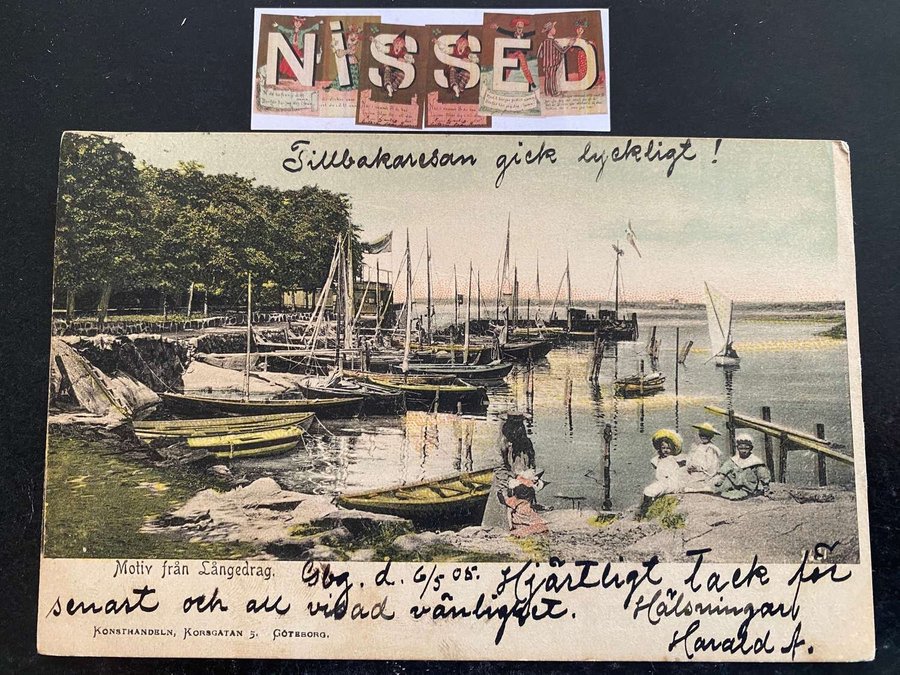 NiSSED
Tillbakaresan gick lyckligt !
Motiv från Långedrag.
Gbg. d. 6/5 05. Hjärtligt tack för
senast och all visad vänlighet.
Hälsningar
Harald A.
KONSTHANDELN, KORSGATAN 5, GÖTEBORG.